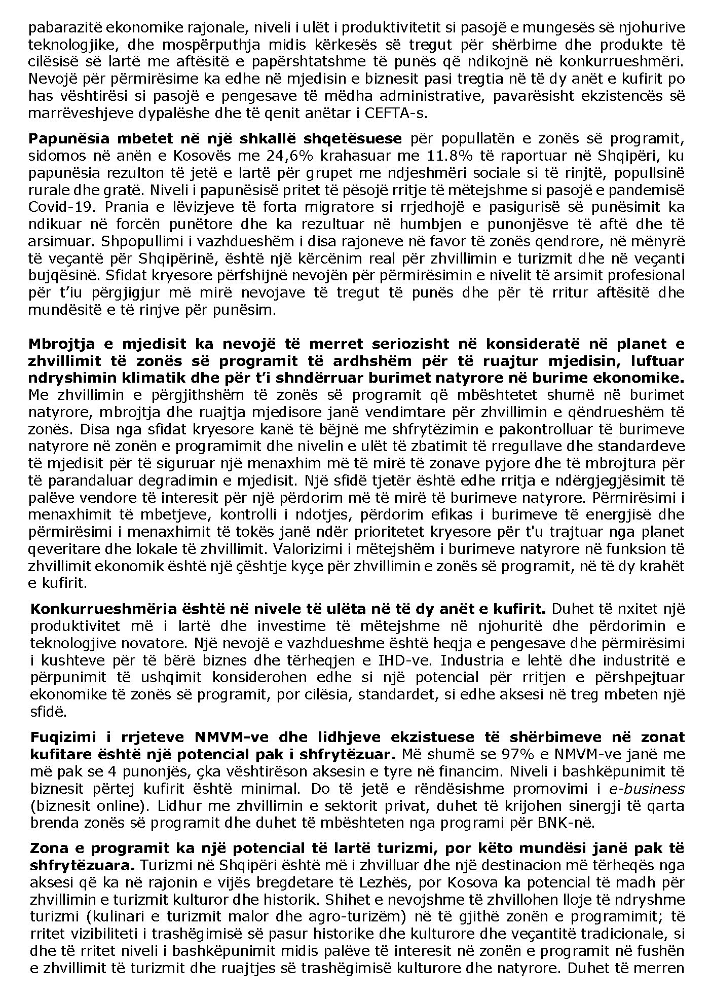 pabarazitë ekonomike rajonale, niveli i ulët i produktivitetit si pasojë e mungesës së njohurive
teknologjike, dhe mospërputhja midis kërkesës së tregut për shërbime dhe produkte të
cilësisë së lartë me aftësitë e papërshtatshme të punës që ndikojnë në konkurrueshmëri.
Nevojë për përmirësime ka edhe në mjedisin e biznesit pasi tregtia në të dy anët e kufirit po
has vështirësi si pasojë e pengesave të mëdha administrative, pavarësisht ekzistencës së
marrëveshjeve dypalëshe dhe të qenit anëtar i CEFTA-s.
Papunësia mbetet në një shkallë shqetësuese për popullatën e zonës së programit,
sidomos në anën e Kosovës me 24,6% krahasuar me 11.8% të raportuar në Shqipëri, ku
papunësia rezulton të jetë e lartë për grupet me ndjeshmëri sociale si të rinjtë, popullsinë
rurale dhe gratë. Niveli i papunësisë pritet të pësojë rritje të mëtejshme si pasojë e pandemisë
Covid-19. Prania e lëvizjeve të forta migratore si rrjedhojë e pasigurisë së punësimit ka
ndikuar në forcën punëtore dhe ka rezultuar në humbjen e punonjësve të aftë dhe të
arsimuar. Shpopullimi i vazhdueshëm i disa rajoneve në favor të zonës qendrore, në mënyrë
të veçantë për Shqipërinë, është një kërcënim real për zhvillimin e turizmit dhe në veçanti
bujqësinë. Sfidat kryesore përfshijnë nevojën për përmirësimin e nivelit të arsimit profesional
për t’iu përgjigjur më mirë nevojave të tregut të punës dhe për të rritur aftësitë dhe
mundësitë e të rinjve për punësim.
Mbrojtja e mjedisit ka nevojë të merret seriozisht në konsideratë në planet e
zhvillimit të zonës së programit të ardhshëm për të ruajtur mjedisin, luftuar
ndryshimin klimatik dhe për t’i shndërruar burimet natyrore në burime ekonomike.
Me zhvillimin e përgjithshëm të zonës së programit që mbështetet shumë në burimet
natyrore, mbrojtja dhe ruajtja mjedisore janë vendimtare për zhvillimin e qëndrueshëm të
zonës. Disa nga sfidat kryesore kanë të bëjnë me shfrytëzimin e pakontrolluar të burimeve
natyrore në zonën e programimit dhe nivelin e ulët të zbatimit të rregullave dhe standardeve
të mjedisit për të siguruar një menaxhim më të mirë të zonave pyjore dhe të mbrojtura për
të parandaluar degradimin e mjedisit. Një sfidë tjetër është edhe rritja e ndërgjegjësimit të
palëve vendore të interesit për një përdorim më të mirë të burimeve natyrore. Përmirësimi i
menaxhimit të mbetjeve, kontrolli i ndotjes, përdorim efikas i burimeve të energjisë dhe
përmirësimi i menaxhimit të tokës janë ndër prioritetet kryesore për t'u trajtuar nga planet
qeveritare dhe lokale të zhvillimit. Valorizimi i mëtejshëm i burimeve natyrore në funksion të
zhvillimit ekonomik është një çështje kyçe për zhvillimin e zonës së programit, në të dy krahët
e kufirit.
Konkurrueshmëria është në nivele të ulëta në të dy anët e kufirit. Duhet të nxitet një
produktivitet më i lartë dhe investime të mëtejshme në njohuritë dhe përdorimin e
teknologjive novatore. Një nevojë e vazhdueshme është heqja e pengesave dhe përmirësimi
i kushteve për të bërë biznes dhe tërheqjen e IHD-ve. Industria e lehtë dhe industritë e
përpunimit të ushqimit konsiderohen edhe si një potencial për rritjen e përshpejtuar
ekonomike të zonës së programit, por cilësia, standardet, si edhe aksesi në treg mbeten një
sfidë.
Fuqizimi i rrjeteve NMVM-ve dhe lidhjeve ekzistuese të shërbimeve në zonat
kufitare është një potencial pak i shfrytëzuar. Më shumë se 97% e NMVM-ve janë me
më pak se 4 punonjës, çka vështirëson aksesin e tyre në financim. Niveli i bashkëpunimit të
biznesit përtej kufirit është minimal. Do të jetë e rëndësishme promovimi i e-business
(biznesit online). Lidhur me zhvillimin e sektorit privat, duhet të krijohen sinergji të qarta
brenda zonës së programit dhe duhet të mbështeten nga programi për BNK-në.
Zona e programit ka një potencial të lartë turizmi, por këto mundësi janë pak të
shfrytëzuara. Turizmi në Shqipëri është më i zhvilluar dhe një destinacion më tërheqës nga
aksesi që ka në rajonin e vijës bregdetare të Lezhës, por Kosova ka potencial të madh për
zhvillimin e turizmit kulturor dhe historik. Shihet e nevojshme të zhvillohen lloje të ndryshme
turizmi (kulinari e turizmit malor dhe agro-turizëm) në të gjithë zonën e programimit; të
rritet vizibiliteti i trashëgimisë së pasur historike dhe kulturore dhe veçantitë tradicionale, si
dhe të rritet niveli i bashkëpunimit midis palëve të interesit në zonën e programit në fushën
e zhvillimit të turizmit dhe ruajtjes së trashëgimisë kulturore dhe natyrore. Duhet të merren